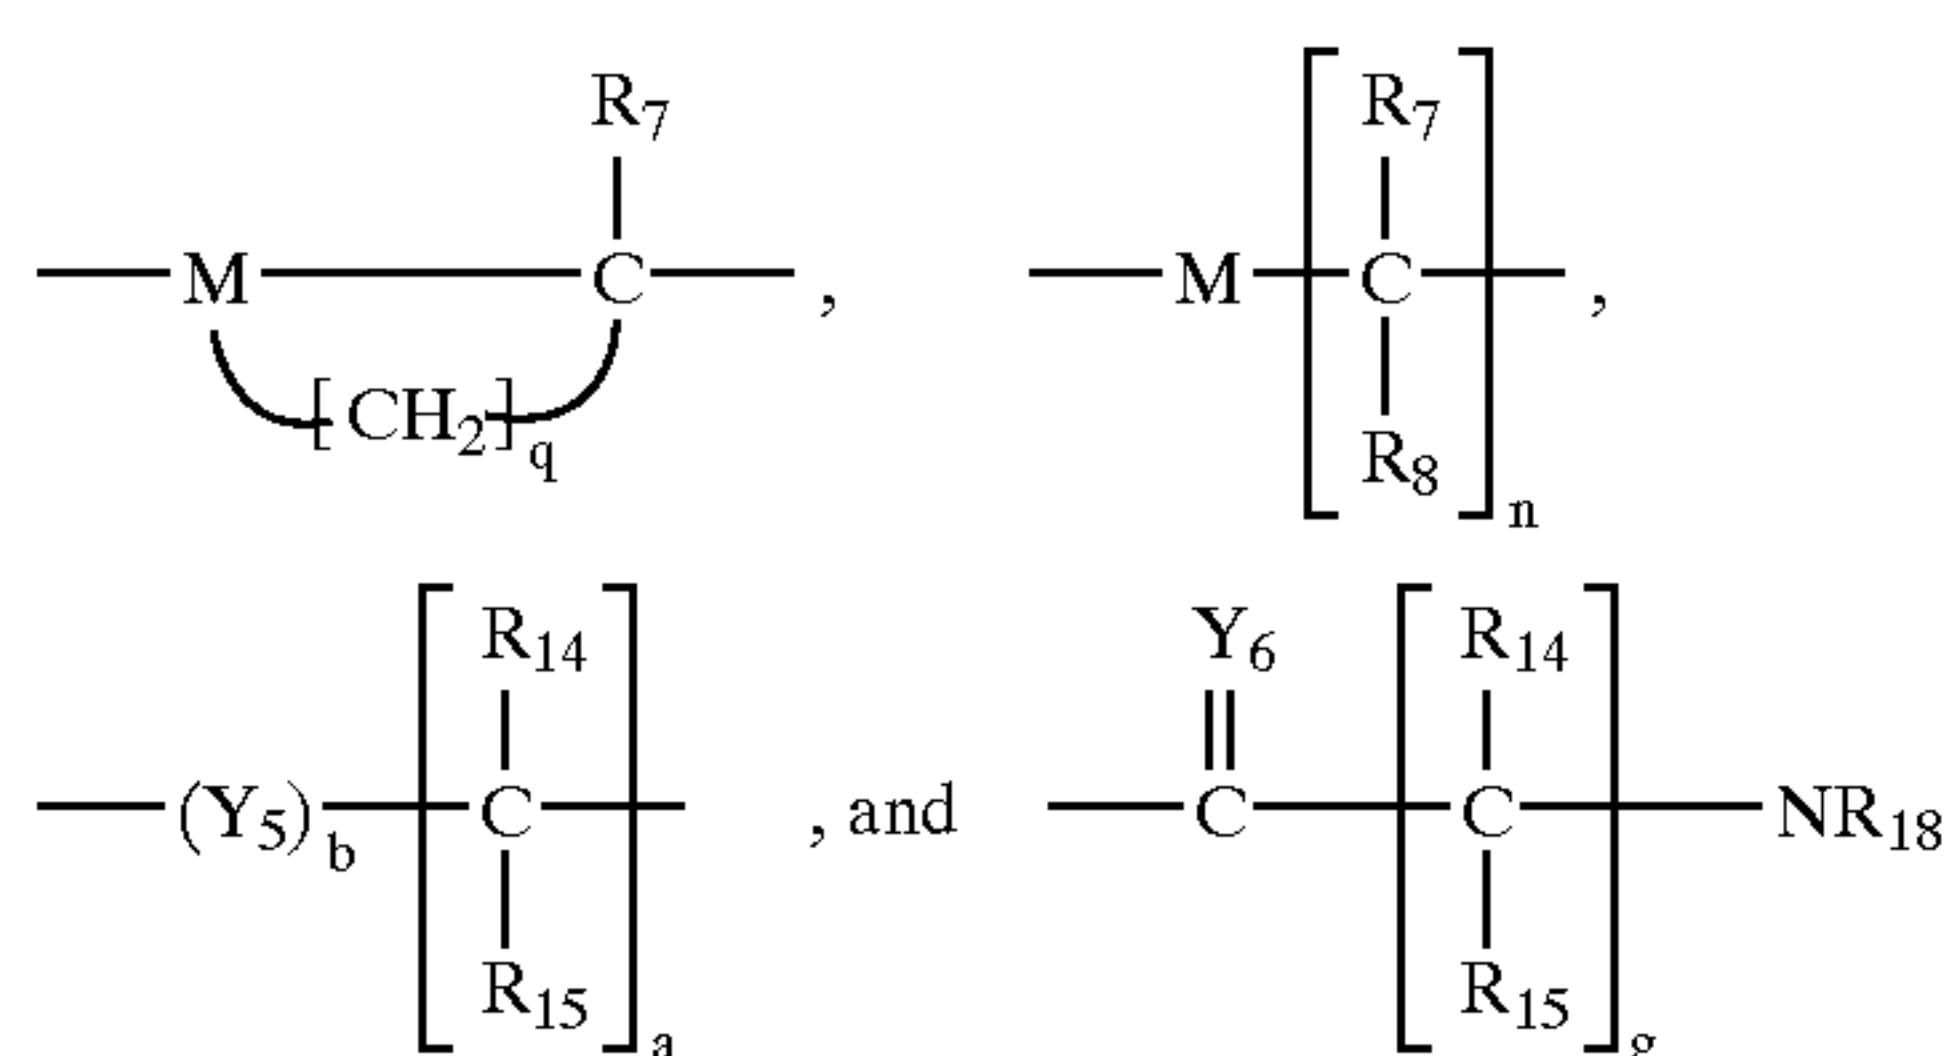 R7 R7
M C , M C ,
[CH2]q R8 n
R14 Y6 R14
(Y5)b C , and C C NR18
R15 a R15 g